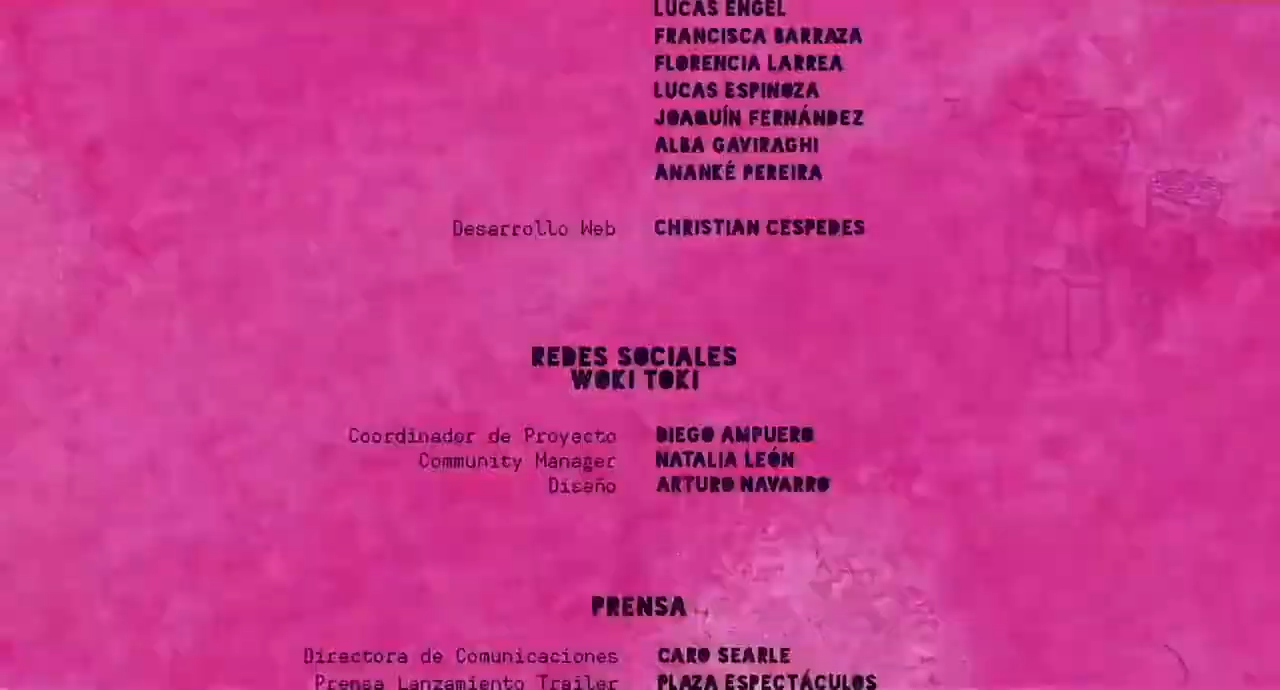 LUCAS ENGEL
FRANCISCA BARRAZA
FLORENCIA LARREA
LUCAS ESPINOZA
JOAQUÍN FERNÁNDEZ
ALBA GAVIRAGHI
ANANKÉ PEREIRA
Desarrollo Web CHRISTIAN CESPEDES
REDES SOCIALES
WOKI TOKI
Coordinador de Proyecto DIEGO AMPUERO
Community Manager NATALIA LEÓN
Diseño ARTURO NAVARRO
PRENSA
Directora de Comunicaciones CARO SEARLE
Prensa Lanzamiento Trailer PLAZA ESPECTÁCULOS